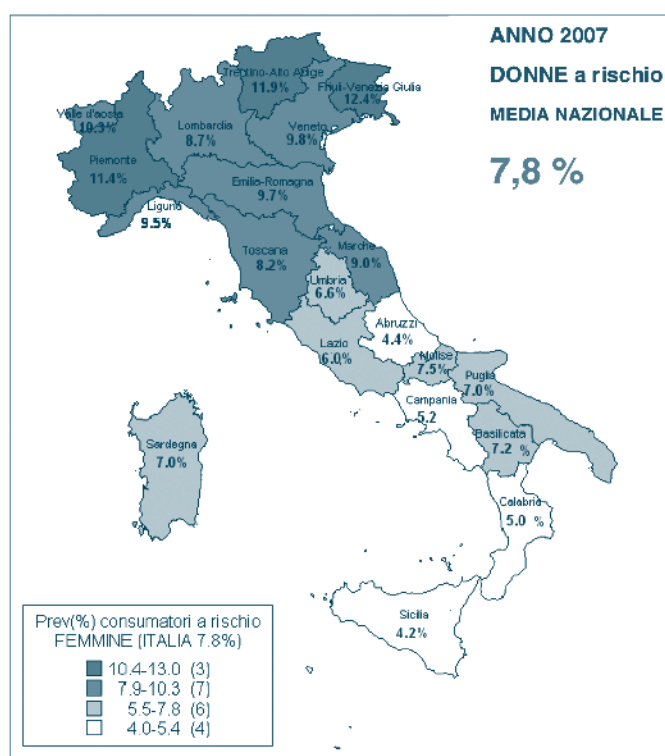 ANNO 2007
DONNE a rischio
MEDIA NAZIONALE
7,8 %
Trentino-Alto Adige
11.9%
Friuli-Venezia Giulia
12.4%
Valle d'aosta
10.3%
Lombardia
8.7%
Veneto
9.8%
Piemonte
11.4%
Emilia-Romagna
9.7%
Liguria
9.5%
Toscana
8.2%
Marche
9.0%
Umbria
6.6%
Abruzzi
4.4%
Lazio
6.0%
Molise
7.5%
Puglia
7.0%
Campania
5.2
Basilicata
7.2 %
Sardegna
7.0%
Calabria
5.0 %
Sicilia
4.2%
Prev(%) consumatori a rischio
FEMMINE (ITALIA 7.8%)
10.4-13.0 (3)
7.9-10.3 (7)
5.5-7.8 (6)
4.0-5.4 (4)